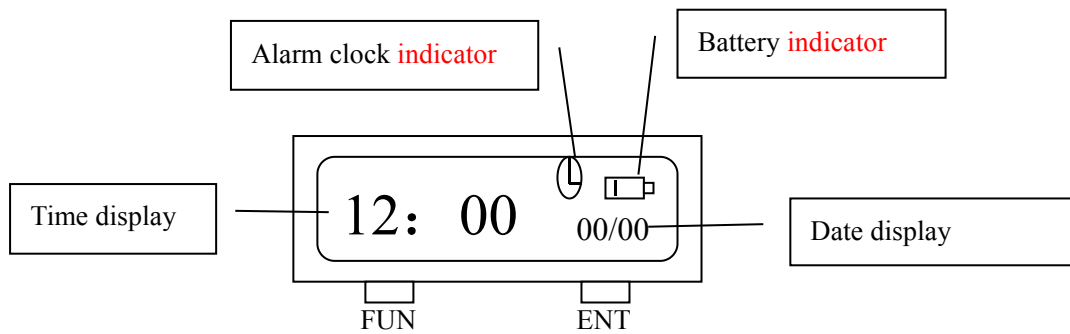 Alarm clock indicator
Battery indicator
Time display
12： 00
00/00
Date display
FUN
ENT